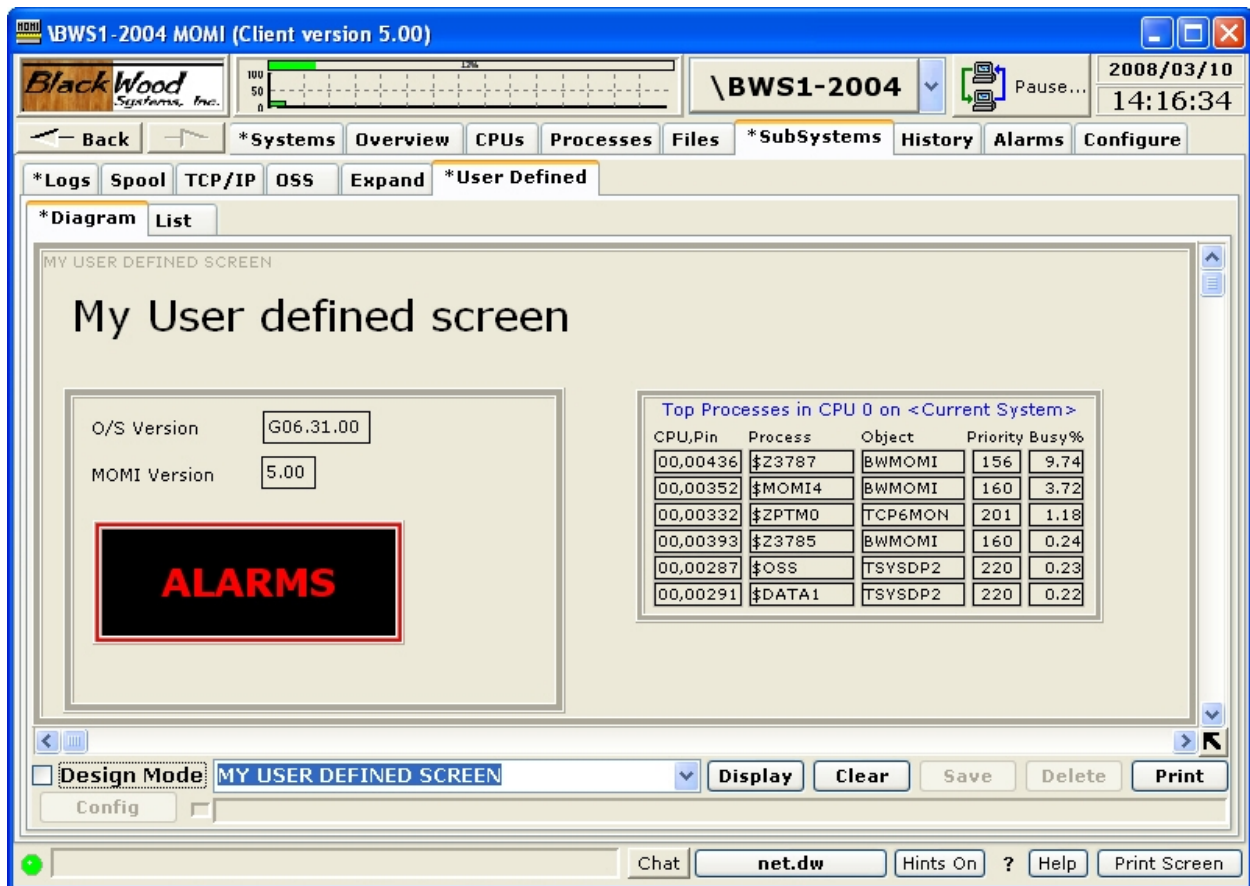 MOMI
\BWS1-2004 MOMI (Client version 5.00)
BlackWood
Systems, Inc.
12%
100
50
0
\BWS1-2004
Pause...
2008/03/10
14:16:34
Back
*Systems Overview CPUs Processes Files *SubSystems History Alarms Configure
*Logs Spool TCP/IP OSS Expand *User Defined
*Diagram List
MY USER DEFINED SCREEN
My User defined screen
O/S Version G06.31.00
MOMI Version 5.00
ALARMS
Top Processes in CPU 0 on <Current System>
CPU,Pin Process Object Priority Busy%
00,00436 $Z3787 BWMOMI 156 9.74
00,00352 $MOMI4 BWMOMI 160 3.72
00,00332 $ZPTM0 TCP6MON 201 1.18
00,00393 $Z3785 BWMOMI 160 0.24
00,00287 $OSS TSYSDP2 220 0.23
00,00291 $DATA1 TSYSDP2 220 0.22
Design Mode MY USER DEFINED SCREEN Display Clear Save Delete Print
Config
Chat net.dw Hints On ? Help Print Screen